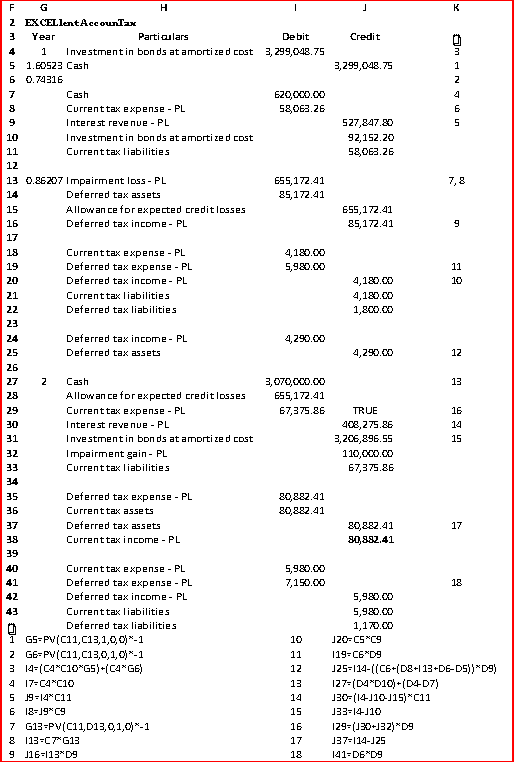 F G H I J K
2 EXCELlent AccounTax
3 Year Particulars Debit Credit
4 1 Investment in bonds at amortized cost 3,299,048.75 3
5 1.60523 Cash 3,299,048.75 1
6 0.74316 2
7 Cash 620,000.00 4
8 Current tax expense - PL 58,063.26 6
9 Interest revenue - PL 527,847.80 5
10 Investment in bonds at amortized cost 92,152.20
11 Current tax liabilities 58,063.26
12
13 0.86207 Impairment loss - PL 655,172.41 7, 8
14 Deferred tax assets 85,172.41
15 Allowance for expected credit losses 655,172.41
16 Deferred tax income - PL 85,172.41 9
17
18 Current tax expense - PL 4,180.00
19 Deferred tax expense - PL 5,980.00 11
20 Deferred tax income - PL 4,180.00 10
21 Current tax liabilities 4,180.00
22 Deferred tax liabilities 1,800.00
23
24 Deferred tax income - PL 4,290.00
25 Deferred tax assets 4,290.00 12
26
27 2 Cash 3,070,000.00 13
28 Allowance for expected credit losses 655,172.41
29 Current tax expense - PL 67,375.86 TRUE 16
30 Interest revenue - PL 408,275.86 14
31 Investment in bonds at amortized cost 3,206,896.55 15
32 Impairment gain - PL 110,000.00
33 Current tax liabilities 67,375.86
34
35 Deferred tax expense - PL 80,882.41
36 Current tax assets 80,882.41
37 Deferred tax assets 80,882.41 17
38 Current tax income - PL 80,882.41
39
40 Current tax expense - PL 5,980.00
41 Deferred tax expense - PL 7,150.00 18
42 Deferred tax income - PL 5,980.00
43 Current tax liabilities 5,980.00
Deferred tax liabilities 1,170.00
1 G5=PV(C11,C13,1,0,0)*-1 10 J20=C5*C9
2 G6=PV(C11,C13,0,1,0)*-1 11 I19=C6*D9
3 I4=(C4*C10*G5)+(C4*G6) 12 J25=I14-((C6+(D8+I13+D6-D5))*D9)
4 I7=C4*C10 13 I27=(D4*D10)+(D4-D7)
5 J9=I4*C11 14 J30=(I4-J10-J15)*C11
6 I8=J9*C9 15 J33=I4-J10
7 G13=PV(C11,D13,0,1,0)*-1 16 I29=(J30+J32)*D9
8 I13=C7*G13 17 J37=I14-J25
9 J16=I13*D9 18 J41=D6*D9